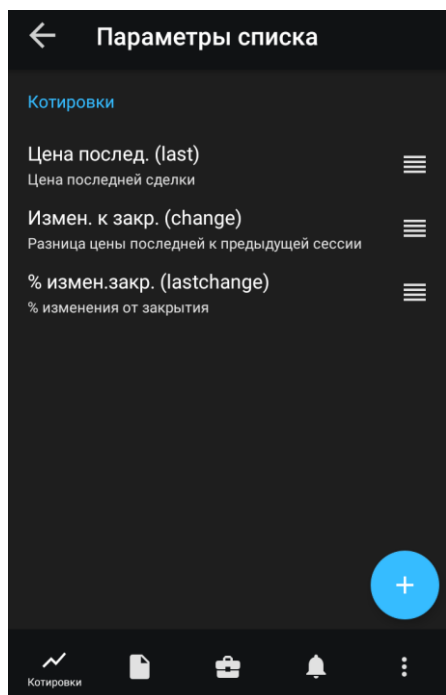 Параметры списка
Котировки
Цена послед. (last)
Цена последней сделки
Измен. к закр. (change)
Разница цены последней к предыдущей сессии
% измен.закр. (lastchange)
% изменения от закрытия
Котировки